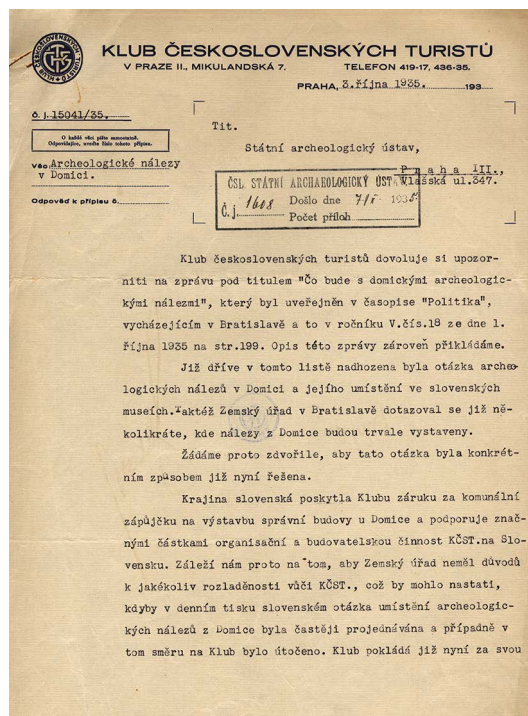 KLUB ČESKOSLOVENSKÝCH TURISTŮ
V PRAZE II., MIKULANDSKÁ 7. TELEFON 419-17, 436-35.
PRAHA, 3.října 1935. 193
Č. j. 15041/35.
O každé věci pište samostatně.
Odpovídajíce, uveďte číslo tohoto přípisu.
Věc: Archeologické nálezy
v Domici.
Odpověď k přípisu č.
Tit.
Státní archeologický ústav,
Praha III.,
Vlašská ul.347.
ČSL. STÁTNÍ ARCHAEOLOGICKÝ ÚSTAV
Č. j. 1608 Došlo dne 1935
Počet příloh
Klub československých turistů dovoluje si upozor-
niti na zprávu pod titulem "Čo bude s domickými archeologic-
kými nálezmi", který byl uveřejněn v časopise "Politika",
vycházejícím v Bratislavě a to v ročníku V.čís.18 ze dne 1.
října 1935 na str.199. Opis této zprávy zároveň přikládáme.
Již dříve v tomto listě nadhozena byla otázka archeo-
logických nálezů v Domici a jejího umístění ve slovenských
museích.Taktéž Zemský úřad v Bratislavě dotazoval se již ně-
kolikráte, kde nálezy z Domice budou trvale vystaveny.
Žádáme proto zdvořile, aby tato otázka byla konkrét-
ním způsobem již nyní řešena.
Krajina slovenská poskytla Klubu záruku za komunální
zápůjčku na výstavbu správní budovy u Domice a podporuje znač-
nými částkami organisační a budovatelskou činnost KČST.na Slo-
vensku. Záleží nám proto na tom, aby Zemský úřad neměl důvodů
k jakékoliv rozladěnosti vůči KČST., což by mohlo nastati,
kdyby v denním tisku slovenském otázka umístění archeologic-
kých nálezů z Domice byla častěji projednávána a případně v
tom směru na Klub bylo útočeno. Klub pokládá již nyní za svou